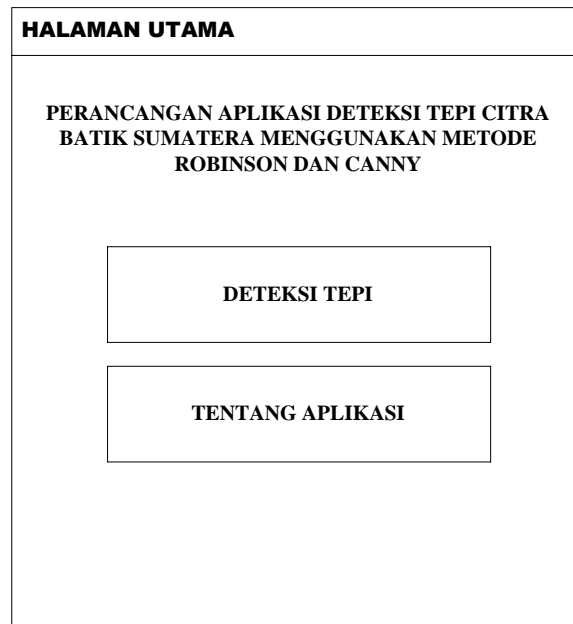 HALAMAN UTAMA
PERANCANGAN APLIKASI DETEKSI TEPI CITRA
BATIK SUMATERA MENGGUNAKAN METODE
ROBINSON DAN CANNY
DETEKSI TEPI
TENTANG APLIKASI